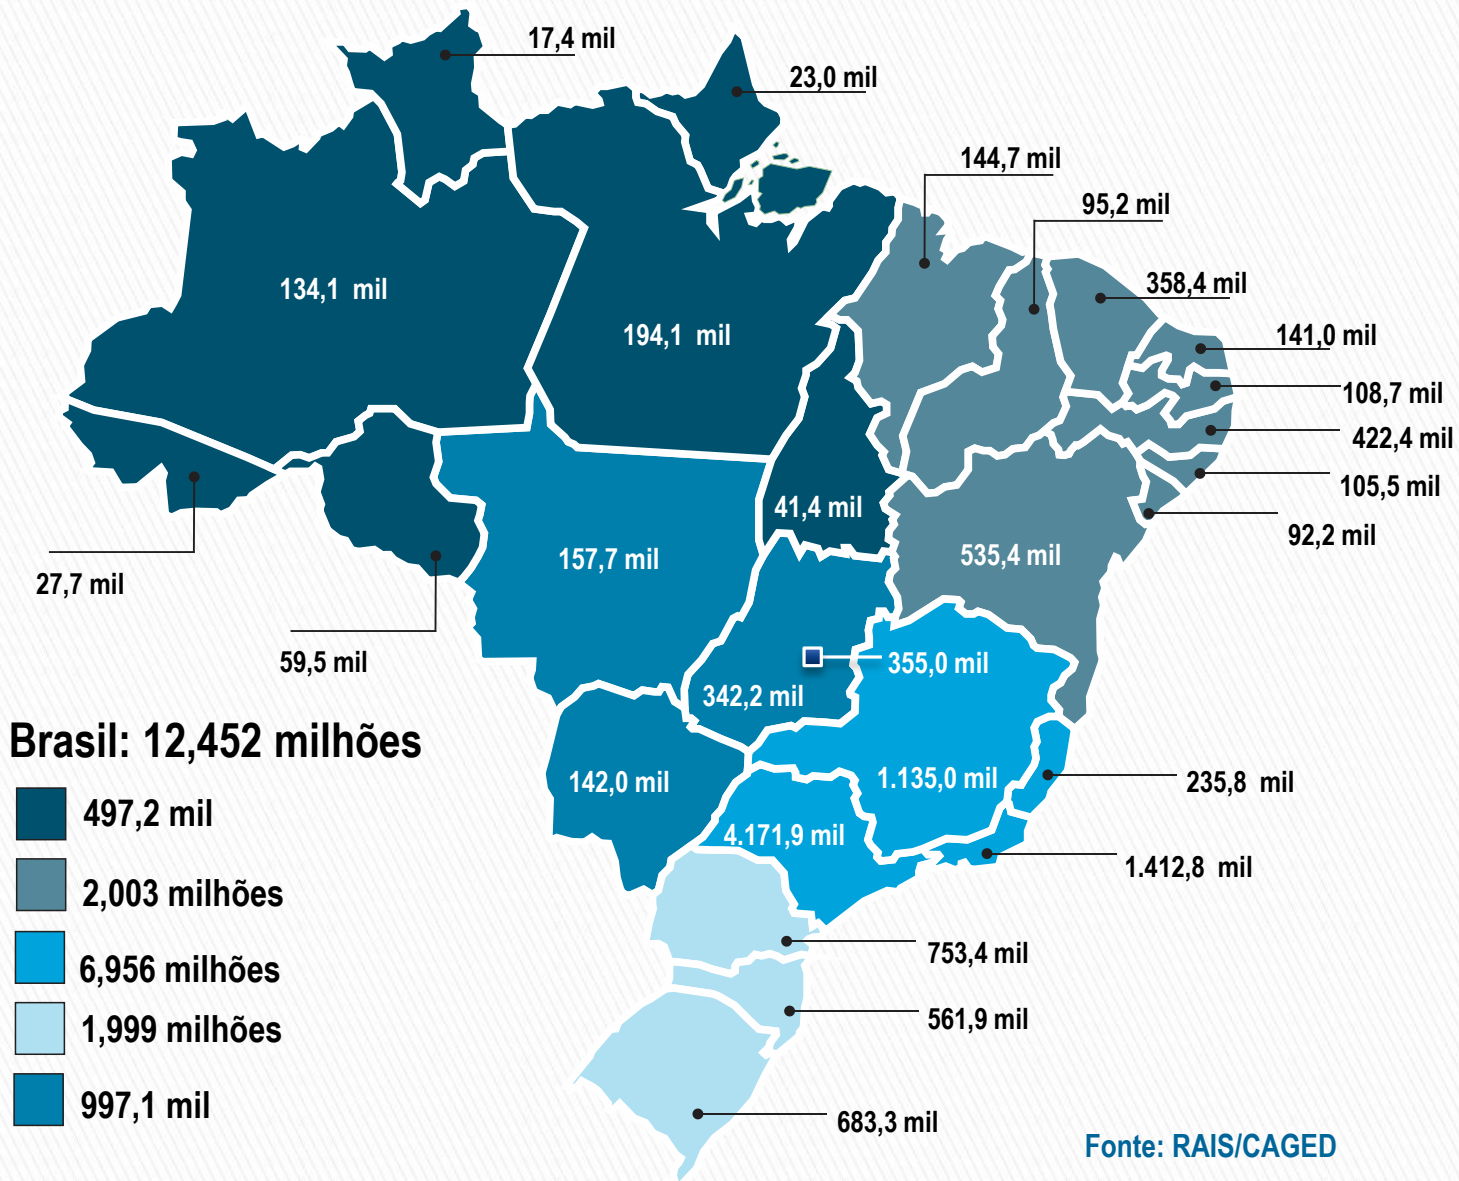 17,4 mil
23,0 mil
144,7 mil
95,2 mil
358,4 mil
134,1 mil
194,1 mil
141,0 mil
108,7 mil
422,4 mil
105,5 mil
41,4 mil
92,2 mil
157,7 mil
535,4 mil
27,7 mil
59,5 mil
355,0 mil
342,2 mil
Brasil: 12,452 milhões
142,0 mil
1.135,0 mil
235,8 mil
497,2 mil
4.171,9 mil
1.412,8 mil
2,003 milhões
753,4 mil
6,956 milhões
561,9 mil
1,999 milhões
997,1 mil
683,3 mil
Fonte: RAIS/CAGED